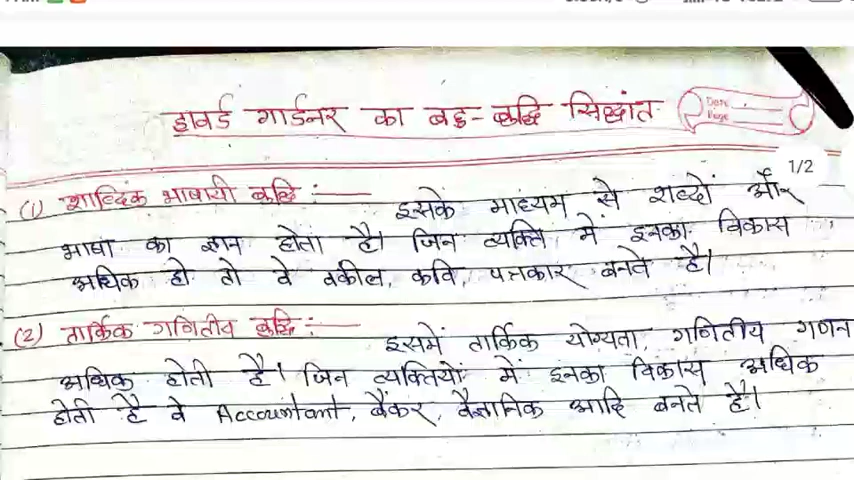 हावर्ड गार्डनर का बहु-बुद्धि सिद्धांत
Date
Page
1/2
(1) शाब्दिक भाषायी बुद्धि :— इसके माध्यम से शब्दों और
भाषा का ज्ञान होता है। जिन व्यक्ति में इनका विकास
अधिक हो तो वे वकील, कवि, पत्रकार बनते है।
(2) तार्किक गणितीय बुद्धि :— इसमें तार्किक योग्यता, गणितीय गणन
अधिक होती है। जिन व्यक्तियों में इनका विकास अधिक
होती है वे Accountant, बैंकर, वैज्ञानिक आदि बनते है।